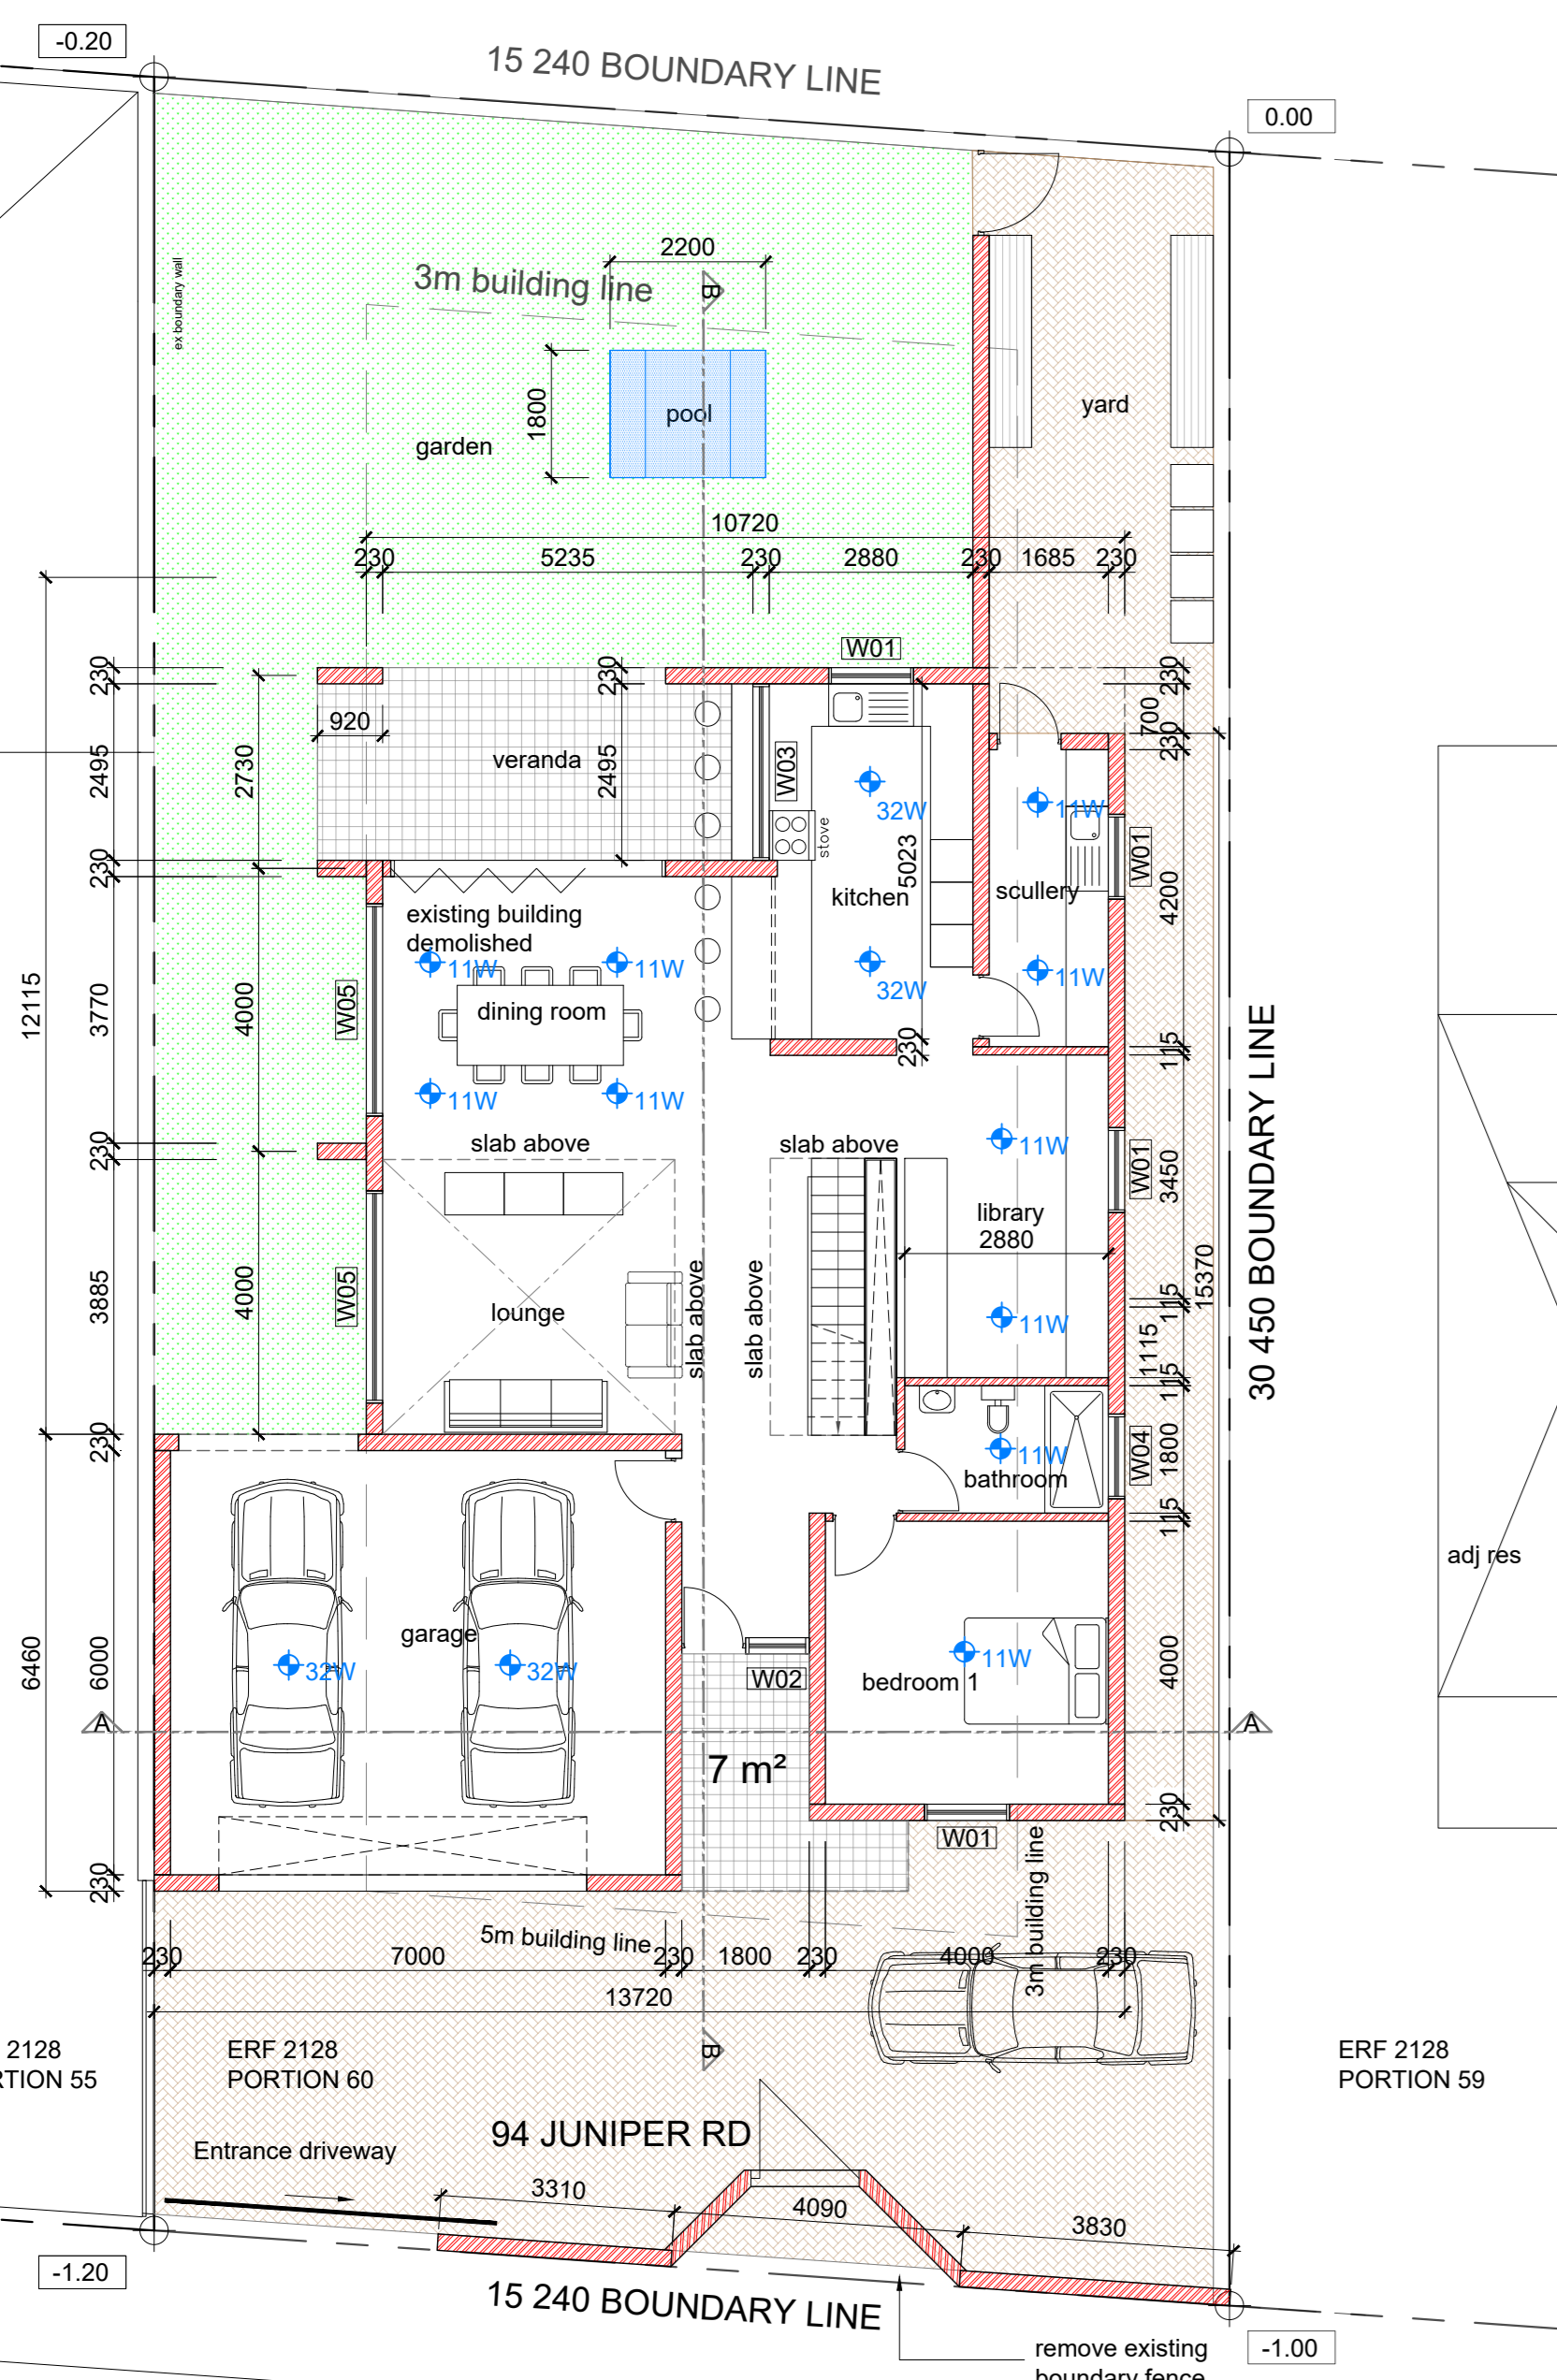 -0.20
15 240 BOUNDARY LINE
0.00
ex boundary wall
2200
3m building line
B
1800
pool
garden
yard
10720
230
5235
230
2880
230
1685
230
W01
230
230
230
920
700
2495
2730
veranda
2495
W03
32W
11W
230
stove
5023
W01
230
kitchen
scullery
4200
existing building
demolished
11W
11W
32W
11W
12115
3770
4000
W05
dining room
230
115
11W
11W
slab above
slab above
11W
230
W01
3450
library
2880
3885
4000
W05
lounge
slab above
slab above
11W
115
15370
30 450 BOUNDARY LINE
1115
115
230
11W
bathroom
W04
1800
115
adj res
6460
6000
garage
32W
32W
W02
bedroom 1
11W
4000
A
A
7 m²
230
W01
230
5m building line
3m building line
230
7000
230
1800
230
4000
230
13720
2128
RTION 55
ERF 2128
PORTION 60
B
ERF 2128
PORTION 59
94 JUNIPER RD
Entrance driveway
3310
4090
3830
-1.20
15 240 BOUNDARY LINE
remove existing
boundary fence
-1.00